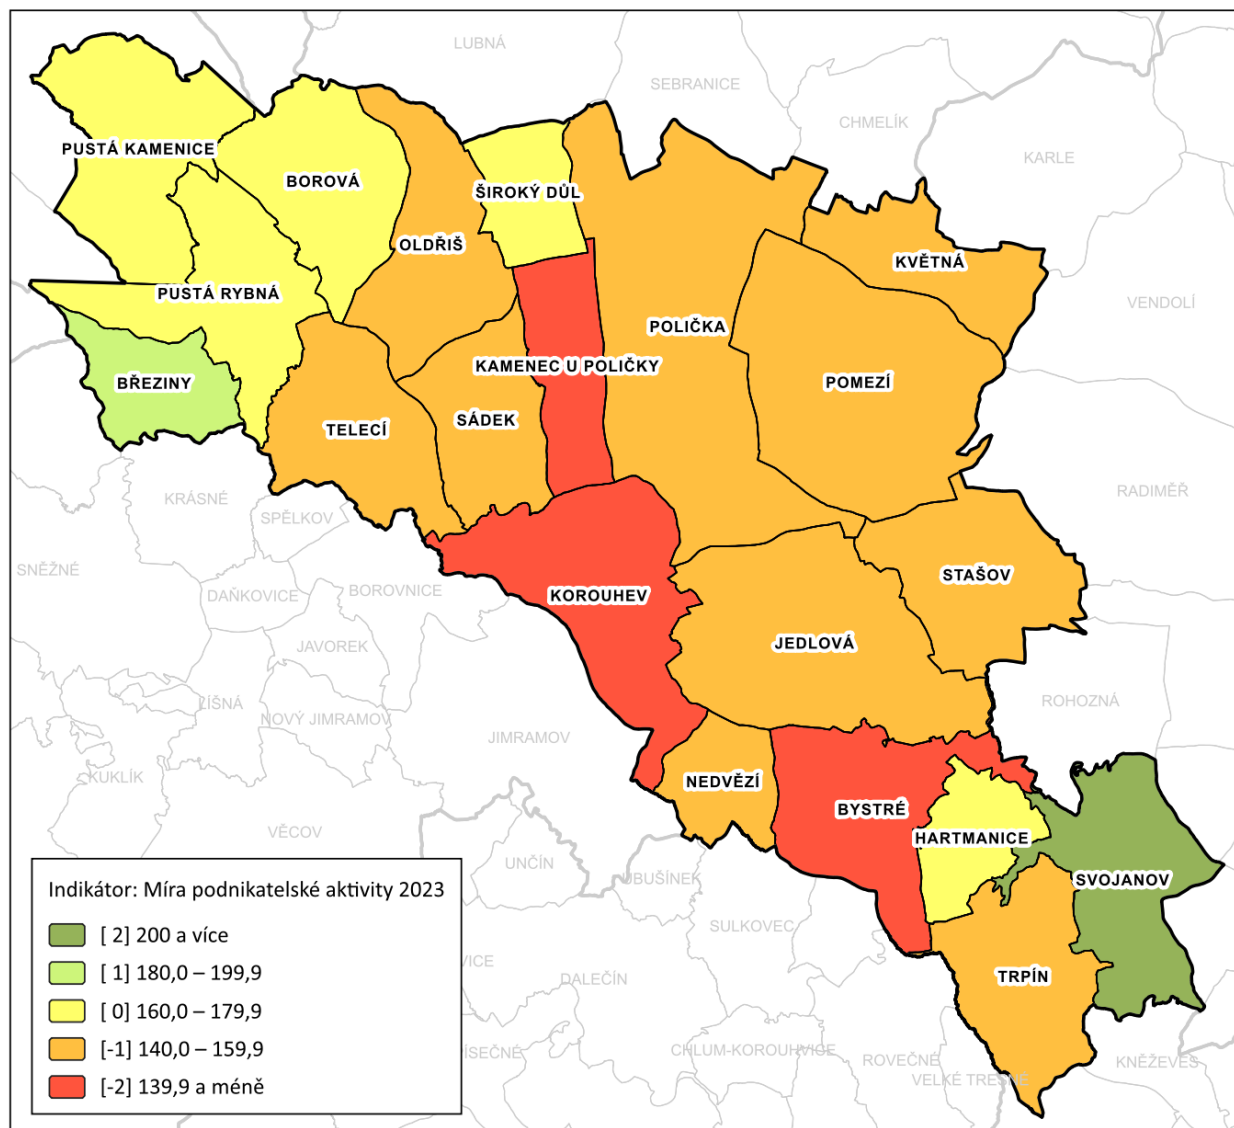 LUBNÁ
SEBRANICE
CHMELÍK
KARLE
PUSTÁ KAMENICE
BOROVÁ
ŠIROKÝ DŮL
OLDŘIŠ
KVĚTNÁ
PUSTÁ RYBNÁ
VENDOLÍ
POLIČKA
KAMENEC U POLIČKY
BŘEZINY
POMEZÍ
SÁDEK
TELECÍ
RADIMĚŘ
KRÁSNÉ
SPĚLKOV
SNĚŽNÉ
STAŠOV
BOROVNICE
DAŇKOVICE
KOROUHEV
JEDLOVÁ
JAVOREK
LÍŠNÁ
ROHOZNÁ
NOVÝ JIMRAMOV
JIMRAMOV
KUKLÍK
NEDVĚZÍ
BYSTRÉ
VĚCOV
HARTMANICE
UNČÍN
UBUŠÍNEK
SVOJANOV
SULKOVEC
VICE
DALEČÍN
TRPÍN
ÍSEČNÉ
CHLUM-KOROUHVICE
ROVEČNÉ
KNĚŽEVES
VELKÉ TRESNÉ
Indikátor: Míra podnikatelské aktivity 2023
[ 2] 200 a více
[ 1] 180,0 – 199,9
[ 0] 160,0 – 179,9
[-1] 140,0 – 159,9
[-2] 139,9 a méně